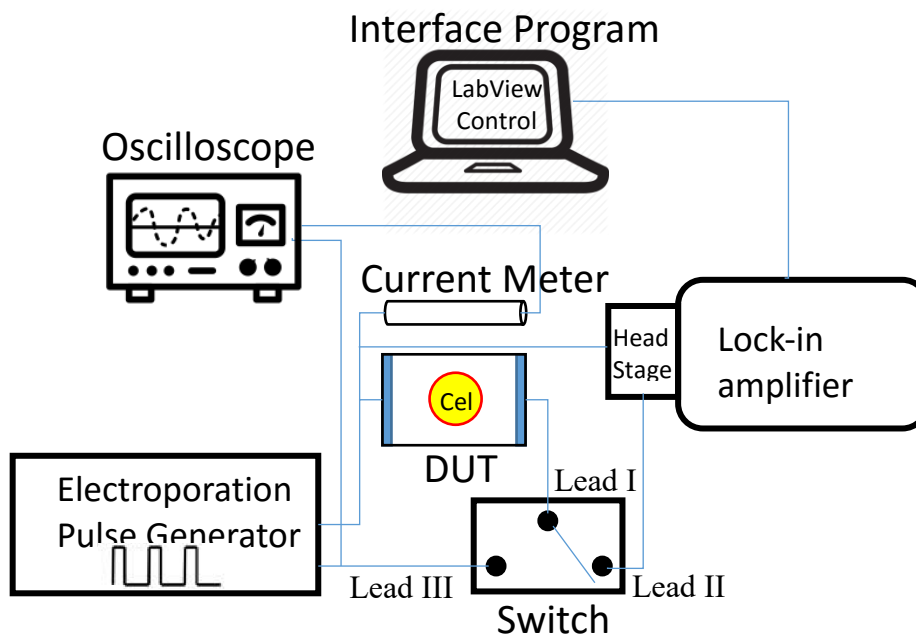 Interface Program
LabView
Control
Oscilloscope
Current Meter
Head
Stage
Lock-in
amplifier
Cel
DUT
Electroporation
Pulse Generator
Lead I
Lead III
Lead II
Switch